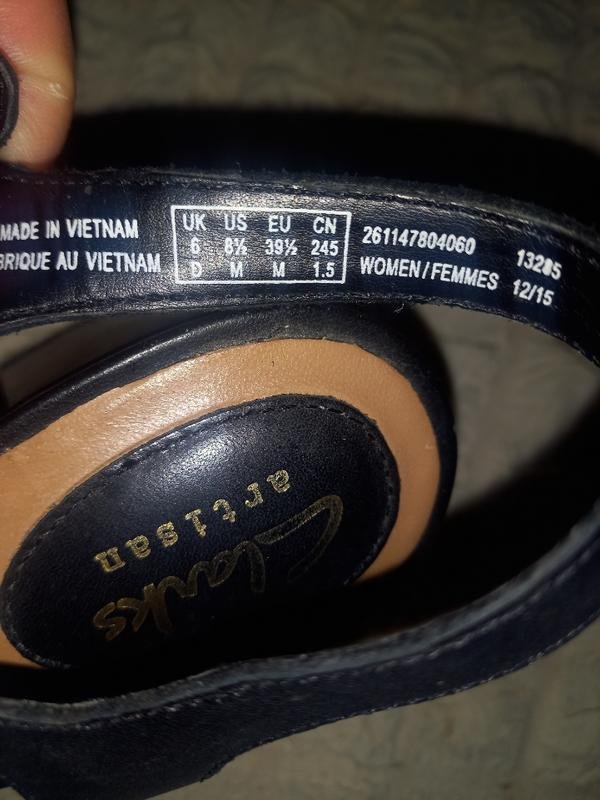 MADE IN VIETNAM
BRIQUE AU VIETNAM
UK US EU CN
6 8½ 39½ 245
D M M 1.5
261147804060
WOMEN/FEMMES
13285
12/15
Clarks
artisan